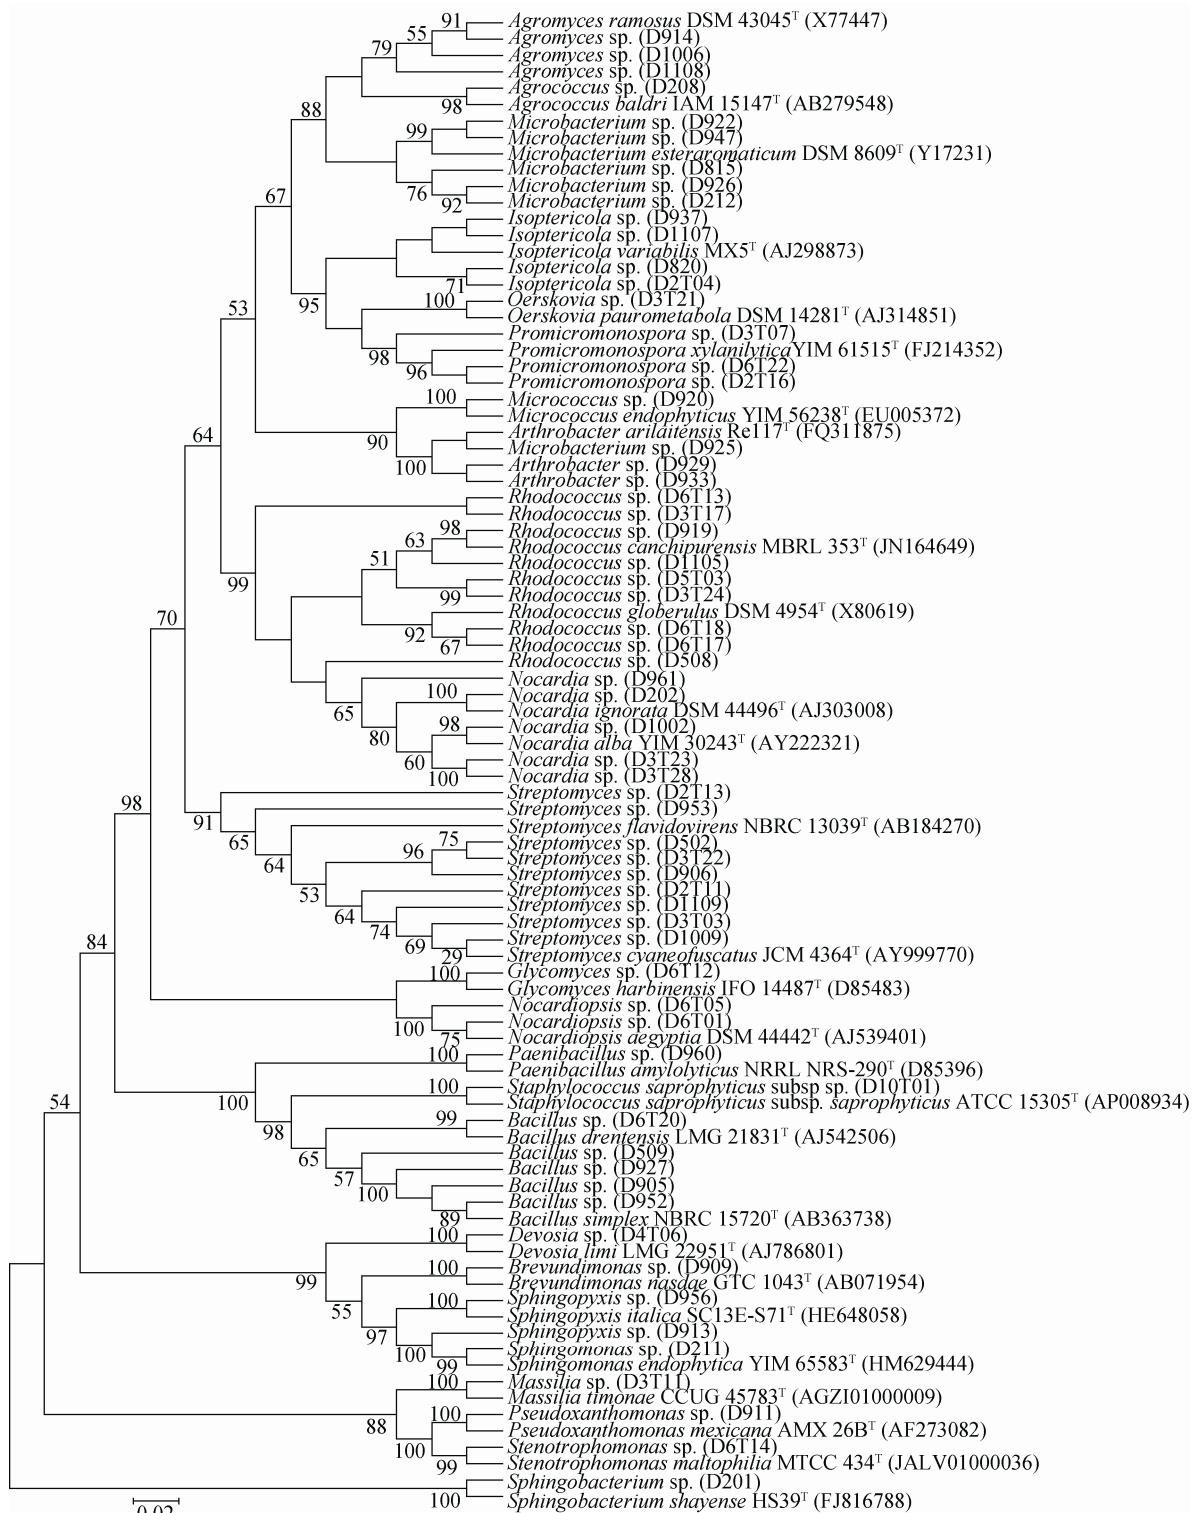 91 Agromyces ramosus DSM 43045ᵀ (X77447)
55 Agromyces sp. (D914)
79 Agromyces sp. (D1006)
Agromyces sp. (D1108)
Agrococcus sp. (D208)
98 Agrococcus baldri IAM 15147ᵀ (AB279548)
88 Microbacterium sp. (D922)
99 Microbacterium sp. (D947)
Microbacterium esteraromaticum DSM 8609ᵀ (Y17231)
Microbacterium sp. (D815)
76 Microbacterium sp. (D926)
67 92 Microbacterium sp. (D212)
Isoptericola sp. (D937)
Isoptericola sp. (D1107)
Isoptericola variabilis MX5ᵀ (AJ298873)
Isoptericola sp. (D820)
71 Isoptericola sp. (D2T04)
53 95 100 Oerskovia sp. (D3T21)
Oerskovia paurometabola DSM 14281ᵀ (AJ314851)
Promicromonospora sp. (D3T07)
98 Promicromonospora xylanilyticaYIM 61515ᵀ (FJ214352)
96 Promicromonospora sp. (D6T22)
Promicromonospora sp. (D2T16)
100 Micrococcus sp. (D920)
Micrococcus endophyticus YIM 56238ᵀ (EU005372)
64 90 Arthrobacter arilaitensis Re117ᵀ (FQ311875)
Microbacterium sp. (D925)
100 Arthrobacter sp. (D929)
Arthrobacter sp. (D933)
Rhodococcus sp. (D6T13)
Rhodococcus sp. (D3T17)
98 Rhodococcus sp. (D919)
63 Rhodococcus canchipurensis MBRL 353ᵀ (JN164649)
51 Rhodococcus sp. (D1105)
99 Rhodococcus sp. (D5T03)
99 Rhodococcus sp. (D3T24)
70 Rhodococcus globerulus DSM 4954ᵀ (X80619)
92 Rhodococcus sp. (D6T18)
67 Rhodococcus sp. (D6T17)
Rhodococcus sp. (D508)
Nocardia sp. (D961)
100 Nocardia sp. (D202)
65 Nocardia ignorata DSM 44496ᵀ (AJ303008)
98 Nocardia sp. (D1002)
80 Nocardia alba YIM 30243ᵀ (AY222321)
60 Nocardia sp. (D3T23)
100 Nocardia sp. (D3T28)
Streptomyces sp. (D2T13)
98 Streptomyces sp. (D953)
91 Streptomyces flavidovirens NBRC 13039ᵀ (AB184270)
65 75 Streptomyces sp. (D502)
64 96 Streptomyces sp. (D3T22)
Streptomyces sp. (D906)
53 Streptomyces sp. (D2T11)
64 Streptomyces sp. (D1109)
74 Streptomyces sp. (D3T03)
84 69 Streptomyces sp. (D1009)
29 Streptomyces cyaneofuscatus JCM 4364ᵀ (AY999770)
100 Glycomyces sp. (D6T12)
Glycomyces harbinensis IFO 14487ᵀ (D85483)
Nocardiopsis sp. (D6T05)
100 Nocardiopsis sp. (D6T01)
75 Nocardiopsis aegyptia DSM 44442ᵀ (AJ539401)
100 Paenibacillus sp. (D960)
Paenibacillus amylolyticus NRRL NRS-290ᵀ (D85396)
100 Staphylococcus saprophyticus subsp sp. (D10T01)
54 100 Staphylococcus saprophyticus subsp. saprophyticus ATCC 15305ᵀ (AP008934)
98 99 Bacillus sp. (D6T20)
Bacillus drentensis LMG 21831ᵀ (AJ542506)
65 Bacillus sp. (D509)
57 Bacillus sp. (D927)
100 Bacillus sp. (D905)
Bacillus sp. (D952)
89 Bacillus simplex NBRC 15720ᵀ (AB363738)
100 Devosia sp. (D4T06)
Devosia limi LMG 22951ᵀ (AJ786801)
99 100 Brevundimonas sp. (D909)
Brevundimonas nasdae GTC 1043ᵀ (AB071954)
55 100 Sphingopyxis sp. (D956)
Sphingopyxis italica SC13E-S71ᵀ (HE648058)
97 Sphingopyxis sp. (D913)
100 Sphingomonas sp. (D211)
99 Sphingomonas endophytica YIM 65583ᵀ (HM629444)
100 Massilia sp. (D3T11)
Massilia timonae CCUG 45783ᵀ (AGZI01000009)
88 100 Pseudoxanthomonas sp. (D911)
Pseudoxanthomonas mexicana AMX 26Bᵀ (AF273082)
100 Stenotrophomonas sp. (D6T14)
99 Stenotrophomonas maltophilia MTCC 434ᵀ (JALV01000036)
Sphingobacterium sp. (D201)
100 Sphingobacterium shayense HS39ᵀ (FJ816788)
0.02